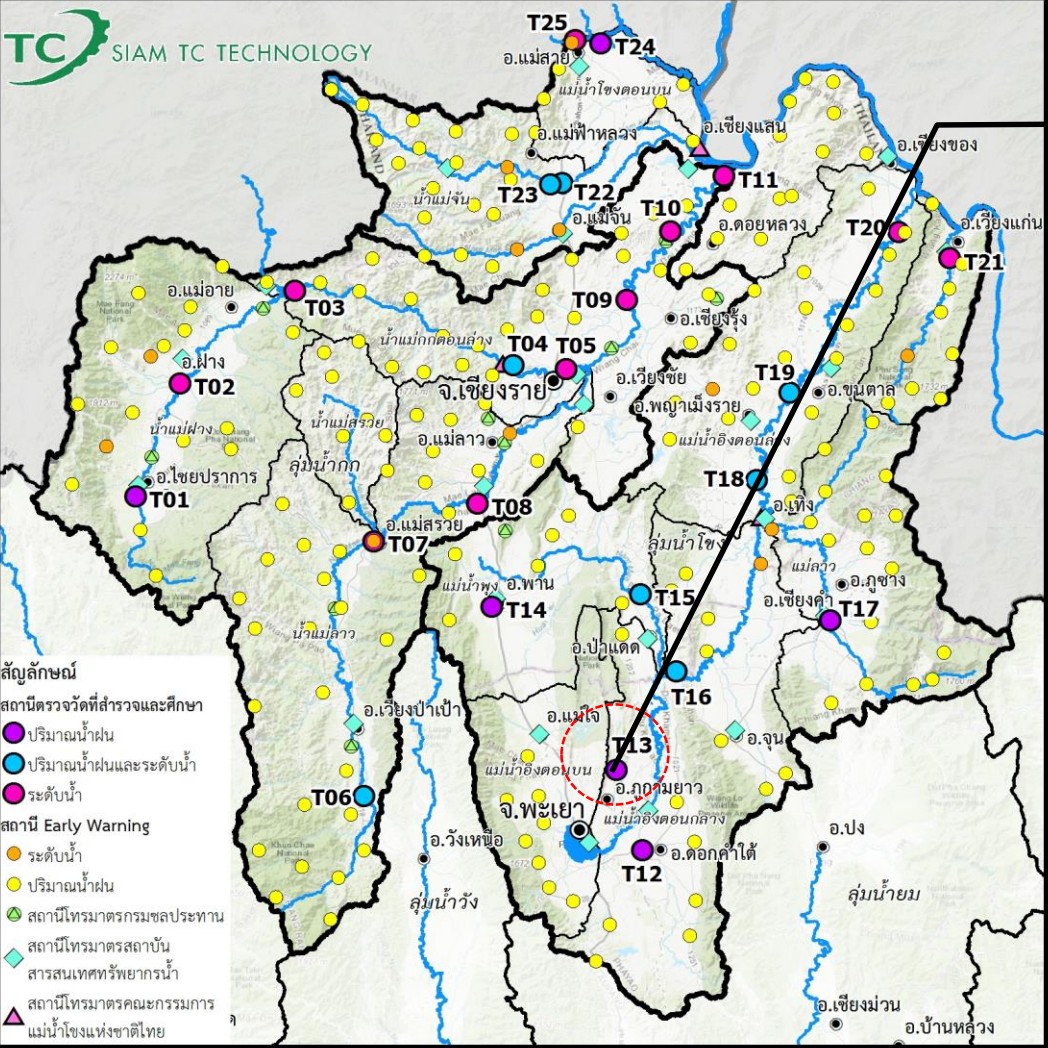 TC SIAM TC TECHNOLOGY
T25
T24
อ.แม่สาย
แม่น้ำโขงตอนบน
MYANMAR
THAILAND
THAILAND
อ.แม่ฟ้าหลวง
อ.เชียงแสน
อ.เชียงของ
T23
T22
T11
น้ำแม่จัน
อ.แม่จัน
T10
อ.ดอยหลวง
T20
อ.เวียงแก่น
T21
2274 m
อ.แม่อาย
Mae Fang
National
Park
T03
T09
อ.เชียงรุ้ง
น้ำแม่กกตอนล่าง
T04
T05
อ.ฝาง
T02
จ.เชียงราย
อ.เวียงชัย
T19
อ.ขุนตาล
1732 m
น้ำแม่ฝาง
น้ำแม่สรวย
อ.พญาเม็งราย
อ.แม่ลาว
แม่น้ำอิงตอนล่าง
ลุ่มน้ำกก
อ.ไชยปราการ
T01
T18
T08
อ.เทิง
อ.แม่สรวย
T07
ลุ่มน้ำโขง
แม่ลาว
แม่น้ำพุง
อ.พาน
T14
T15
อ.ภูซาง
อ.เชียงคำ
T17
น้ำแม่ลาว
อ.ป่าแดด
T16
สัญลักษณ์
สถานีตรวจวัดที่สำรวจและศึกษา
ปริมาณน้ำฝน
ปริมาณน้ำฝนและระดับน้ำ
ระดับน้ำ
สถานี Early Warning
ระดับน้ำ
ปริมาณน้ำฝน
สถานีโทรมาตรกรมชลประทาน
สถานีโทรมาตรสถาบัน
สารสนเทศทรัพยากรน้ำ
สถานีโทรมาตรคณะกรรมการ
แม่น้ำโขงแห่งชาติไทย
อ.เวียงป่าเป้า
อ.แม่ใจ
T13
อ.จุน
แม่น้ำอิงตอนบน
T06
อ.ภูกามยาว
จ.พะเยา
แม่น้ำอิงตอนกลาง
อ.วังเหนือ
T12
อ.ดอกคำใต้
อ.ปง
Khun Chae
National
Park
ลุ่มน้ำวัง
ลุ่มน้ำยม
PHAYAO
อ.เชียงม่วน
อ.บ้านหลวง